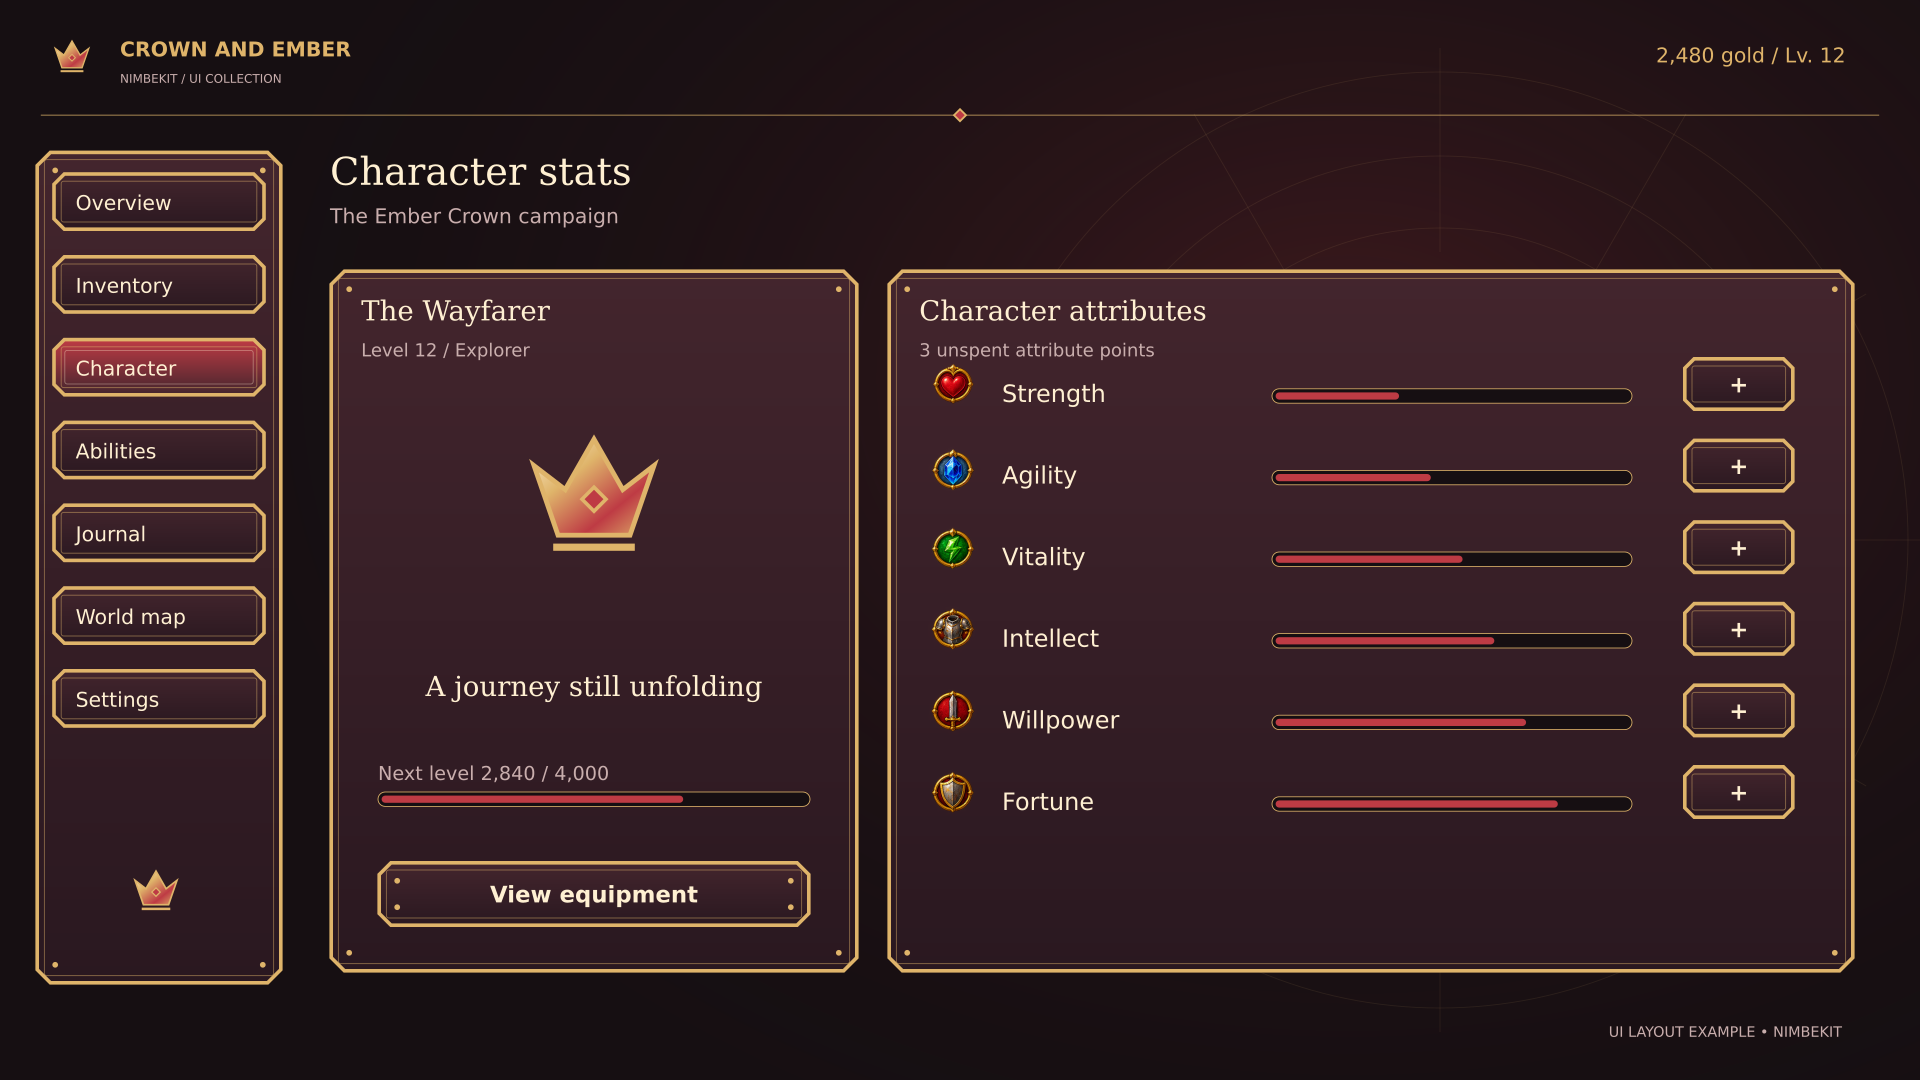 CROWN AND EMBER
NIMBEKIT / UI COLLECTION
2,480 gold / Lv. 12
Overview
Inventory
Character
Abilities
Journal
World map
Settings
Character stats
The Ember Crown campaign
The Wayfarer
Level 12 / Explorer
A journey still unfolding
Next level 2,840 / 4,000
View equipment
Character attributes
3 unspent attribute points
Strength +
Agility +
Vitality +
Intellect +
Willpower +
Fortune +
UI LAYOUT EXAMPLE • NIMBEKIT